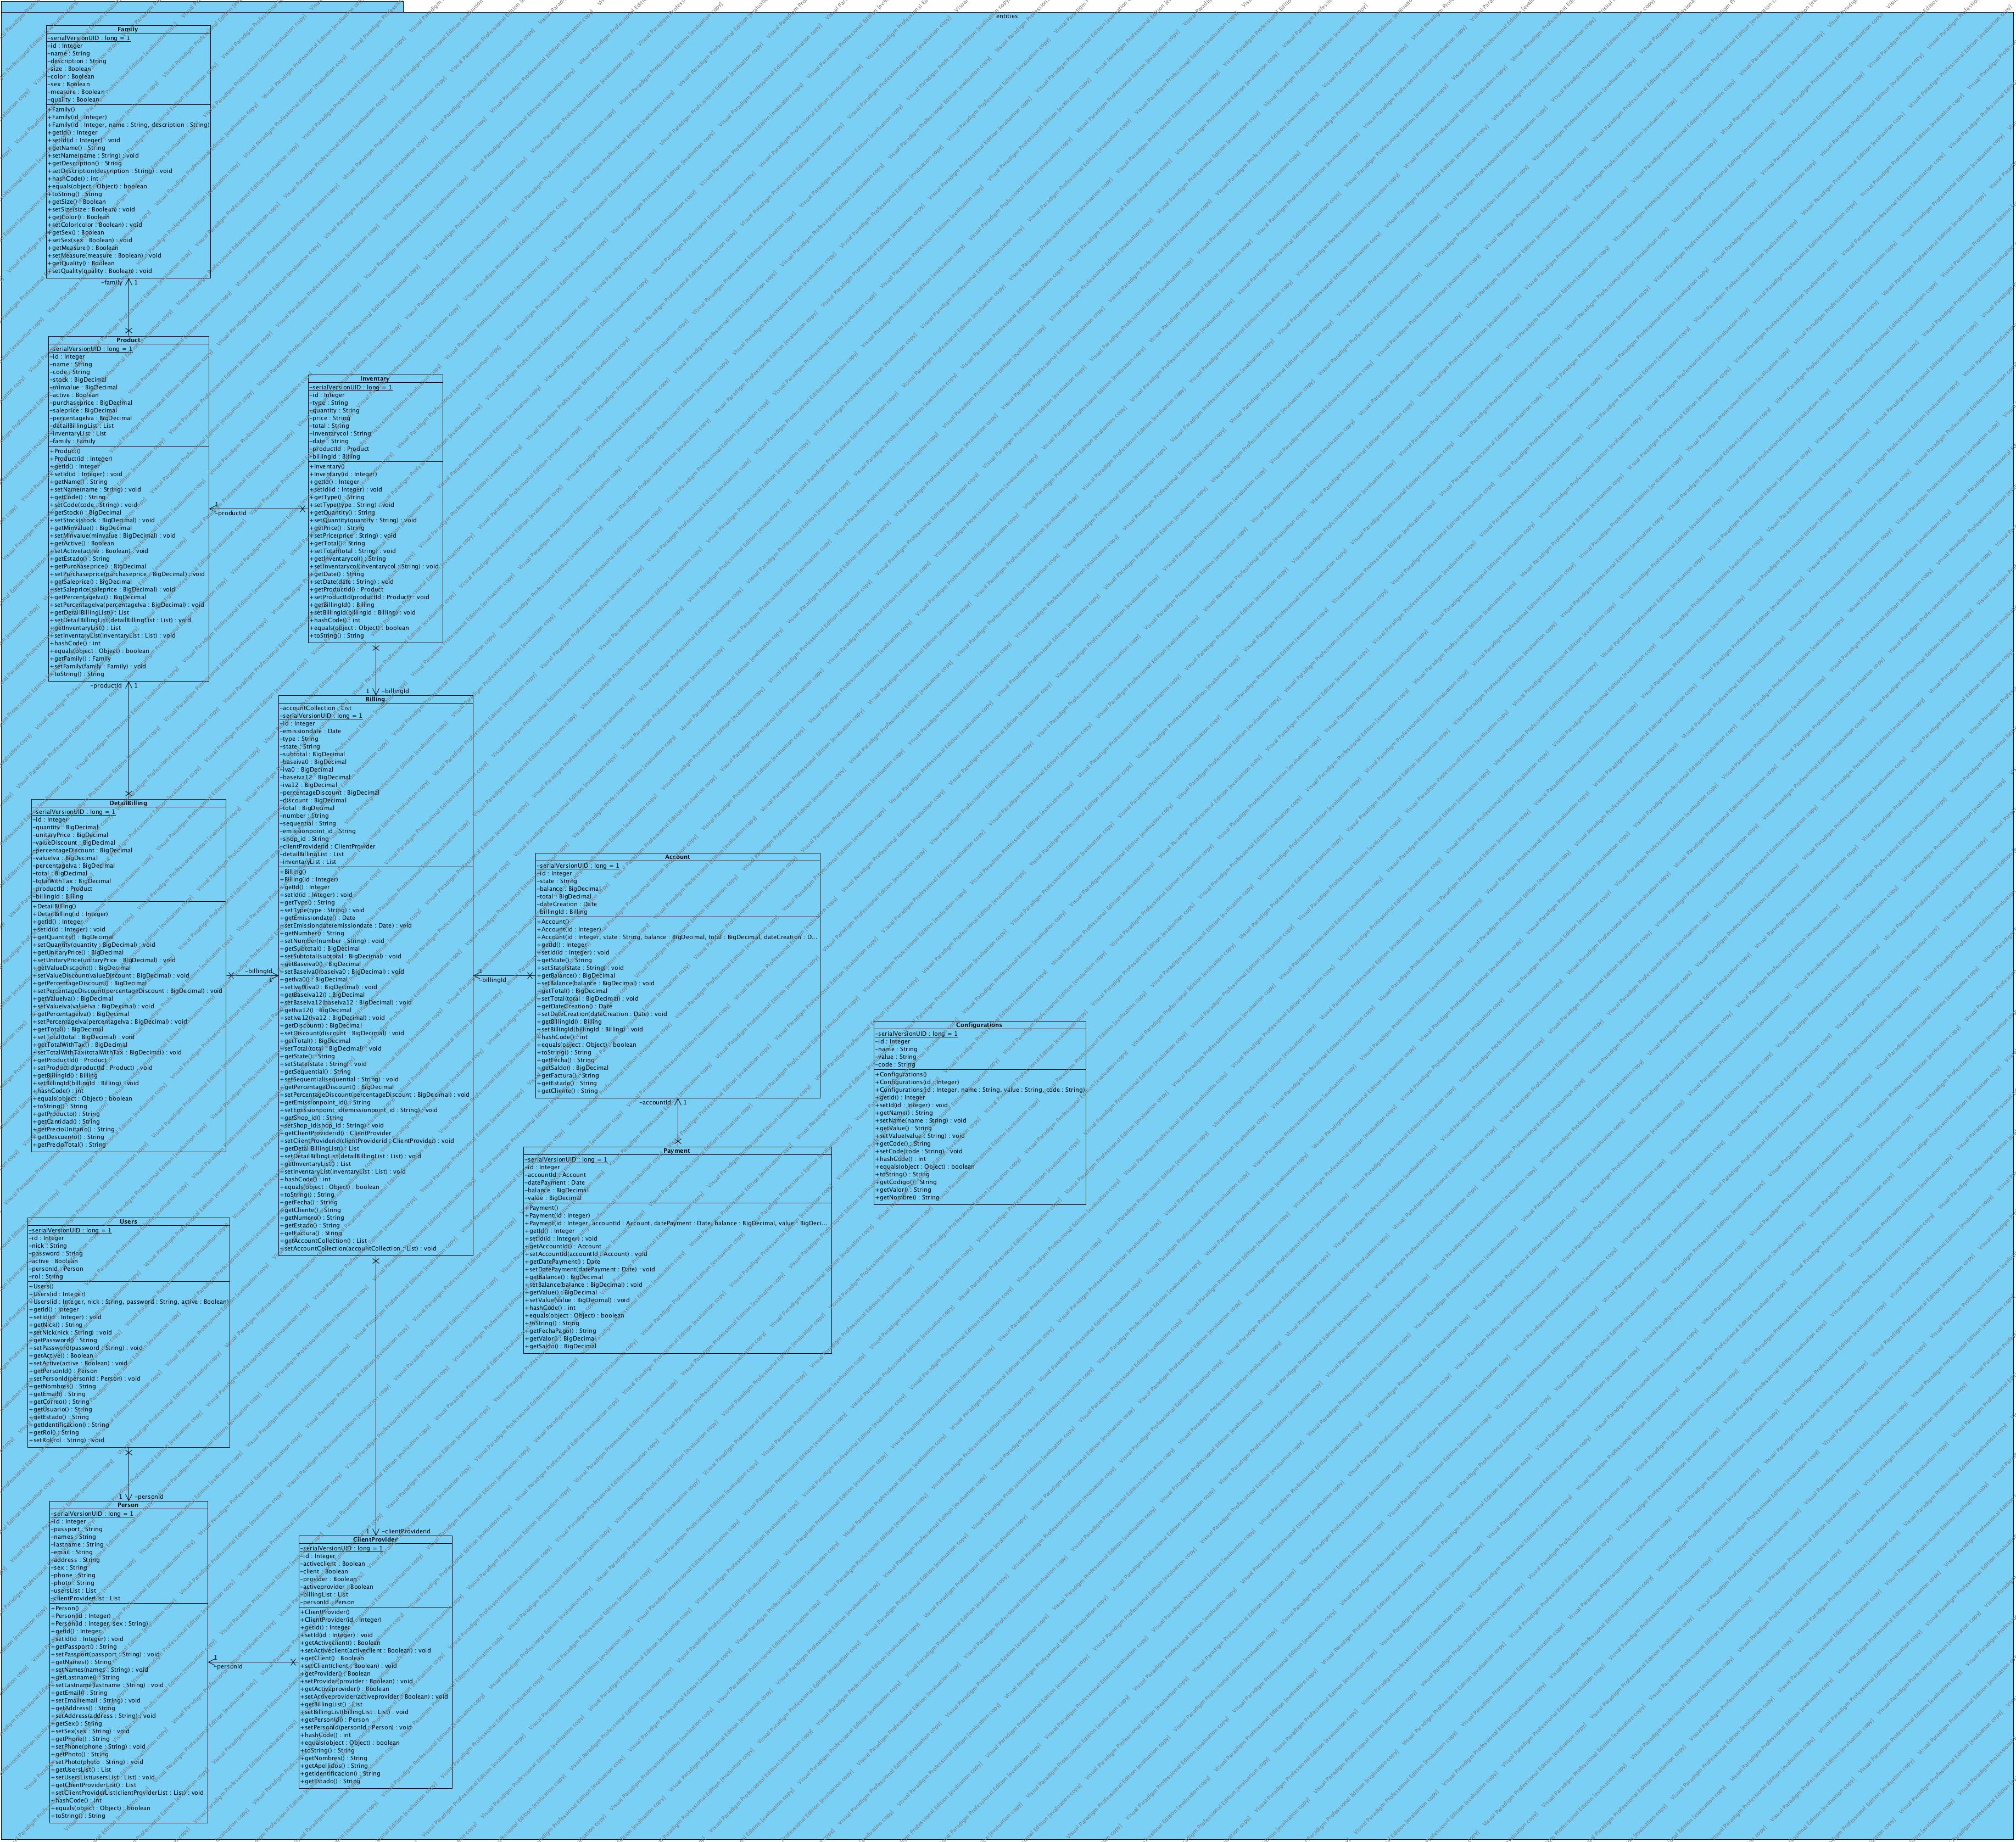 entities
Family
-serialVersionUID : long = 1
-id : Integer
-name : String
-description : String
-size : Boolean
-color : Boolean
-sex : Boolean
-measure : Boolean
-quality : Boolean
+Family()
+Family(id : Integer)
+Family(id : Integer, name : String, description : String)
+getId() : Integer
+setId(id : Integer) : void
+getName() : String
+setName(name : String) : void
+getDescription() : String
+setDescription(description : String) : void
+hashCode() : int
+equals(object : Object) : boolean
+toString() : String
+getSize() : Boolean
+setSize(size : Boolean) : void
+getColor() : Boolean
+setColor(color : Boolean) : void
+getSex() : Boolean
+setSex(sex : Boolean) : void
+getMeasure() : Boolean
+setMeasure(measure : Boolean) : void
+getQuality() : Boolean
+setQuality(quality : Boolean) : void
-family 1
Product
-serialVersionUID : long = 1
-id : Integer
-name : String
-code : String
-stock : BigDecimal
-minvalue : BigDecimal
-active : Boolean
-purchaseprice : BigDecimal
-saleprice : BigDecimal
-percentageIva : BigDecimal
-detailBillingList : List
-inventaryList : List
-family : Family
+Product()
+Product(id : Integer)
+getId() : Integer
+setId(id : Integer) : void
+getName() : String
+setName(name : String) : void
+getCode() : String
+setCode(code : String) : void
+getStock() : BigDecimal
+setStock(stock : BigDecimal) : void
+getMinvalue() : BigDecimal
+setMinvalue(minvalue : BigDecimal) : void
+getActive() : Boolean
+setActive(active : Boolean) : void
+getEstado() : String
+getPurchaseprice() : BigDecimal
+setPurchaseprice(purchaseprice : BigDecimal) : void
+getSaleprice() : BigDecimal
+setSaleprice(saleprice : BigDecimal) : void
+getPercentageIva() : BigDecimal
+setPercentageIva(percentageIva : BigDecimal) : void
+getDetailBillingList() : List
+setDetailBillingList(detailBillingList : List) : void
+getInventaryList() : List
+setInventaryList(inventaryList : List) : void
+hashCode() : int
+equals(object : Object) : boolean
+getFamily() : Family
+setFamily(family : Family) : void
+toString() : String
-productId 1
Inventary
-serialVersionUID : long = 1
-id : Integer
-type : String
-quantity : String
-price : String
-total : String
-inventarycol : String
-date : String
-productId : Product
-billingId : Billing
+Inventary()
+Inventary(id : Integer)
+getId() : Integer
+setId(id : Integer) : void
+getType() : String
+setType(type : String) : void
+getQuantity() : String
+setQuantity(quantity : String) : void
+getPrice() : String
+setPrice(price : String) : void
+getTotal() : String
+setTotal(total : String) : void
+getInventarycol() : String
+setInventarycol(inventarycol : String) : void
+getDate() : String
+setDate(date : String) : void
+getProductId() : Product
+setProductId(productId : Product) : void
+getBillingId() : Billing
+setBillingId(billingId : Billing) : void
+hashCode() : int
+equals(object : Object) : boolean
+toString() : String
1
-productId
1 -billingId
Billing
-accountCollection : List
-serialVersionUID : long = 1
-id : Integer
-emissiondate : Date
-type : String
-state : String
-subtotal : BigDecimal
-baseiva0 : BigDecimal
-iva0 : BigDecimal
-baseiva12 : BigDecimal
-iva12 : BigDecimal
-percentageDiscount : BigDecimal
-discount : BigDecimal
-total : BigDecimal
-number : String
-sequential : String
-emissionpoint_id : String
-shop_id : String
-clientProviderid : ClientProvider
-detailBillingList : List
-inventaryList : List
+Billing()
+Billing(id : Integer)
+getId() : Integer
+setId(id : Integer) : void
+getType() : String
+setType(type : String) : void
+getEmissiondate() : Date
+setEmissiondate(emissiondate : Date) : void
+getNumber() : String
+setNumber(number : String) : void
+getSubtotal() : BigDecimal
+setSubtotal(subtotal : BigDecimal) : void
+getBaseiva0() : BigDecimal
+setBaseiva0(baseiva0 : BigDecimal) : void
+getIva0() : BigDecimal
+setIva0(iva0 : BigDecimal) : void
+getBaseiva12() : BigDecimal
+setBaseiva12(baseiva12 : BigDecimal) : void
+getIva12() : BigDecimal
+setIva12(iva12 : BigDecimal) : void
+getDiscount() : BigDecimal
+setDiscount(discount : BigDecimal) : void
+getTotal() : BigDecimal
+setTotal(total : BigDecimal) : void
+getState() : String
+setState(state : String) : void
+getSequential() : String
+setSequential(sequential : String) : void
+getPercentageDiscount() : BigDecimal
+setPercentageDiscount(percentageDiscount : BigDecimal) : void
+getEmissionpoint_id() : String
+setEmissionpoint_id(emissionpoint_id : String) : void
+getShop_id() : String
+setShop_id(shop_id : String) : void
+getClientProviderid() : ClientProvider
+setClientProviderid(clientProviderid : ClientProvider) : void
+getDetailBillingList() : List
+setDetailBillingList(detailBillingList : List) : void
+getInventaryList() : List
+setInventaryList(inventaryList : List) : void
+hashCode() : int
+equals(object : Object) : boolean
+toString() : String
+getFecha() : String
+getCliente() : String
+getNumero() : String
+getEstado() : String
+getFactura() : String
+getAccountCollection() : List
+setAccountCollection(accountCollection : List) : void
DetailBilling
-serialVersionUID : long = 1
-id : Integer
-quantity : BigDecimal
-unitaryPrice : BigDecimal
-valueDiscount : BigDecimal
-percentageDiscount : BigDecimal
-valueIva : BigDecimal
-percentageIva : BigDecimal
-total : BigDecimal
-totalWithTax : BigDecimal
-productId : Product
-billingId : Billing
+DetailBilling()
+DetailBilling(id : Integer)
+getId() : Integer
+setId(id : Integer) : void
+getQuantity() : BigDecimal
+setQuantity(quantity : BigDecimal) : void
+getUnitaryPrice() : BigDecimal
+setUnitaryPrice(unitaryPrice : BigDecimal) : void
+getValueDiscount() : BigDecimal
+setValueDiscount(valueDiscount : BigDecimal) : void
+getPercentageDiscount() : BigDecimal
+setPercentageDiscount(percentageDiscount : BigDecimal) : void
+getValueIva() : BigDecimal
+setValueIva(valueIva : BigDecimal) : void
+getPercentageIva() : BigDecimal
+setPercentageIva(percentageIva : BigDecimal) : void
+getTotal() : BigDecimal
+setTotal(total : BigDecimal) : void
+getTotalWithTax() : BigDecimal
+setTotalWithTax(totalWithTax : BigDecimal) : void
+getProductId() : Product
+setProductId(productId : Product) : void
+getBillingId() : Billing
+setBillingId(billingId : Billing) : void
+hashCode() : int
+equals(object : Object) : boolean
+toString() : String
+getProducto() : String
+getCantidad() : String
+getPrecioUnitario() : String
+getDescuento() : String
+getPrecioTotal() : String
-billingId
1
Account
-serialVersionUID : long = 1
-id : Integer
-state : String
-balance : BigDecimal
-total : BigDecimal
-dateCreation : Date
-billingId : Billing
+Account()
+Account(id : Integer)
+Account(id : Integer, state : String, balance : BigDecimal, total : BigDecimal, dateCreation : D...
+getId() : Integer
+setId(id : Integer) : void
+getState() : String
+setState(state : String) : void
+getBalance() : BigDecimal
+setBalance(balance : BigDecimal) : void
+getTotal() : BigDecimal
+setTotal(total : BigDecimal) : void
+getDateCreation() : Date
+setDateCreation(dateCreation : Date) : void
+getBillingId() : Billing
+setBillingId(billingId : Billing) : void
+hashCode() : int
+equals(object : Object) : boolean
+toString() : String
+getFecha() : String
+getSaldo() : BigDecimal
+getFactura() : String
+getEstado() : String
+getCliente() : String
1
-billingId
-accountId 1
Payment
-serialVersionUID : long = 1
-id : Integer
-accountId : Account
-datePayment : Date
-balance : BigDecimal
-value : BigDecimal
+Payment()
+Payment(id : Integer)
+Payment(id : Integer, accountId : Account, datePayment : Date, balance : BigDecimal, value : BigDeci...
+getId() : Integer
+setId(id : Integer) : void
+getAccountId() : Account
+setAccountId(accountId : Account) : void
+getDatePayment() : Date
+setDatePayment(datePayment : Date) : void
+getBalance() : BigDecimal
+setBalance(balance : BigDecimal) : void
+getValue() : BigDecimal
+setValue(value : BigDecimal) : void
+hashCode() : int
+equals(object : Object) : boolean
+toString() : String
+getFechaPago() : String
+getValor() : BigDecimal
+getSaldo() : BigDecimal
Configurations
-serialVersionUID : long = 1
-id : Integer
-name : String
-value : String
-code : String
+Configurations()
+Configurations(id : Integer)
+Configurations(id : Integer, name : String, value : String, code : String)
+getId() : Integer
+setId(id : Integer) : void
+getName() : String
+setName(name : String) : void
+getValue() : String
+setValue(value : String) : void
+getCode() : String
+setCode(code : String) : void
+hashCode() : int
+equals(object : Object) : boolean
+toString() : String
+getCodigo() : String
+getValor() : String
+getNombre() : String
Users
-serialVersionUID : long = 1
-id : Integer
-nick : String
-password : String
-active : Boolean
-personId : Person
-rol : String
+Users()
+Users(id : Integer)
+Users(id : Integer, nick : String, password : String, active : Boolean)
+getId() : Integer
+setId(id : Integer) : void
+getNick() : String
+setNick(nick : String) : void
+getPassword() : String
+setPassword(password : String) : void
+getActive() : Boolean
+setActive(active : Boolean) : void
+getPersonId() : Person
+setPersonId(personId : Person) : void
+getNombres() : String
+getEmail() : String
+getCorreo() : String
+getUsuario() : String
+getEstado() : String
+getIdentificacion() : String
+getRol() : String
+setRol(rol : String) : void
1 -personId
Person
-serialVersionUID : long = 1
-id : Integer
-passport : String
-names : String
-lastname : String
-email : String
-address : String
-sex : String
-phone : String
-photo : String
-usersList : List
-clientProviderList : List
+Person()
+Person(id : Integer)
+Person(id : Integer, sex : String)
+getId() : Integer
+setId(id : Integer) : void
+getPassport() : String
+setPassport(passport : String) : void
+getNames() : String
+setNames(names : String) : void
+getLastname() : String
+setLastname(lastname : String) : void
+getEmail() : String
+setEmail(email : String) : void
+getAddress() : String
+setAddress(address : String) : void
+getSex() : String
+setSex(sex : String) : void
+getPhone() : String
+setPhone(phone : String) : void
+getPhoto() : String
+setPhoto(photo : String) : void
+getUsersList() : List
+setUsersList(usersList : List) : void
+getClientProviderList() : List
+setClientProviderList(clientProviderList : List) : void
+hashCode() : int
+equals(object : Object) : boolean
+toString() : String
1
-personId
1 -clientProviderid
ClientProvider
-serialVersionUID : long = 1
-id : Integer
-activeclient : Boolean
-client : Boolean
-provider : Boolean
-activeprovider : Boolean
-billingList : List
-personId : Person
+ClientProvider()
+ClientProvider(id : Integer)
+getId() : Integer
+setId(id : Integer) : void
+getActiveclient() : Boolean
+setActiveclient(activeclient : Boolean) : void
+getClient() : Boolean
+setClient(client : Boolean) : void
+getProvider() : Boolean
+setProvider(provider : Boolean) : void
+getActiveprovider() : Boolean
+setActiveprovider(activeprovider : Boolean) : void
+getBillingList() : List
+setBillingList(billingList : List) : void
+getPersonId() : Person
+setPersonId(personId : Person) : void
+hashCode() : int
+equals(object : Object) : boolean
+toString() : String
+getNombres() : String
+getApellidos() : String
+getIdentificacion() : String
+getEstado() : String
Visual Paradigm Professional Edition [evaluation copy]